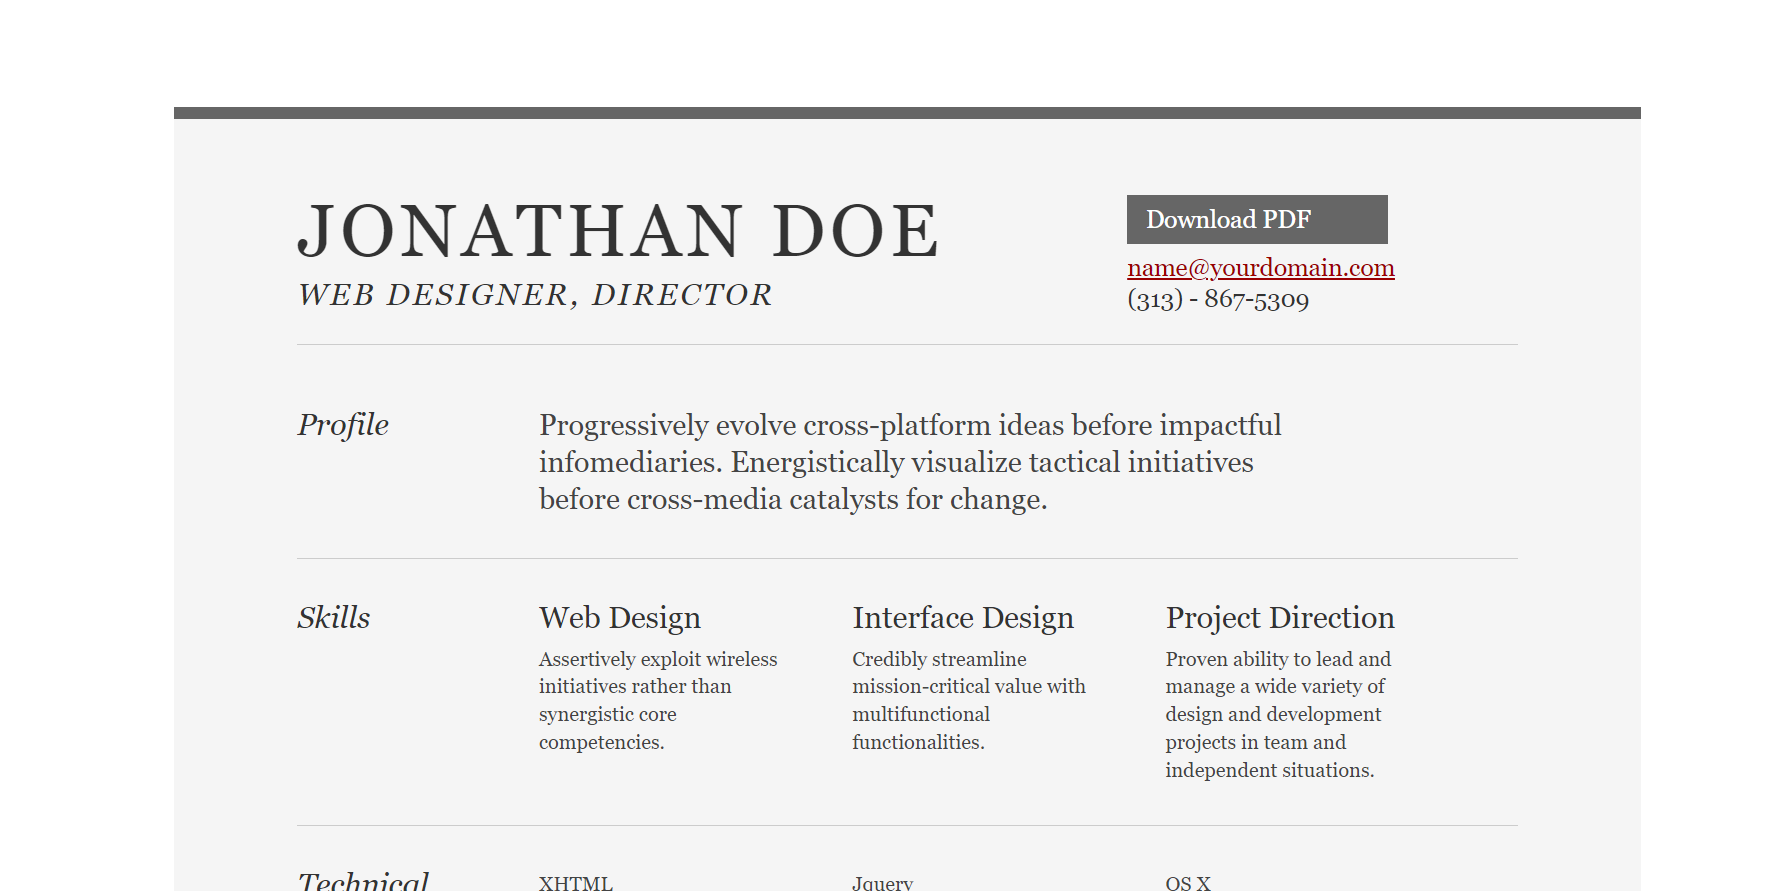 JONATHAN DOE
WEB DESIGNER, DIRECTOR
Download PDF
name@yourdomain.com
(313) - 867-5309
Profile
Progressively evolve cross-platform ideas before impactful
infomediaries. Energistically visualize tactical initiatives
before cross-media catalysts for change.
Skills
Web Design
Assertively exploit wireless
initiatives rather than
synergistic core
competencies.
Interface Design
Credibly streamline
mission-critical value with
multifunctional
functionalities.
Project Direction
Proven ability to lead and
manage a wide variety of
design and development
projects in team and
independent situations.
Technical
XHTML
Jquery
OS X